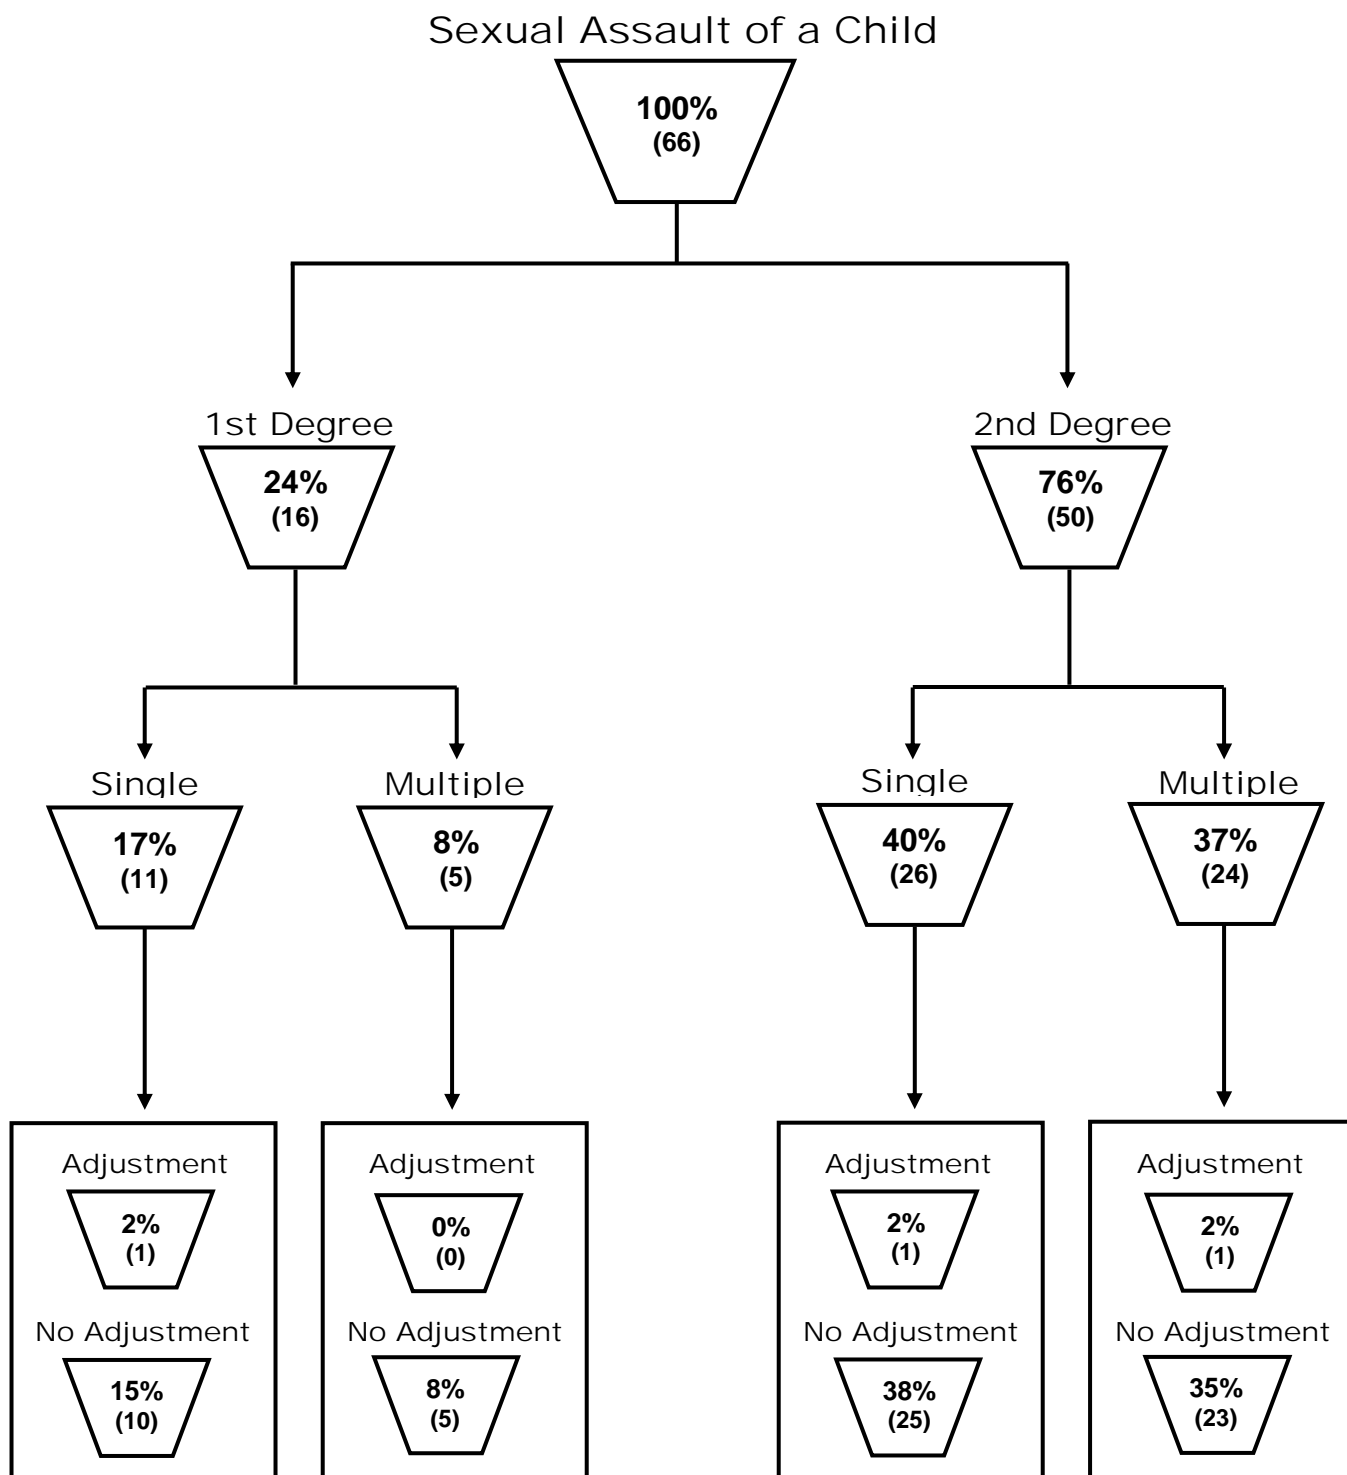 Sexual Assault of a Child
100%
(66)
1st Degree
24%
(16)
2nd Degree
76%
(50)
Single
17%
(11)
Multiple
8%
(5)
Single
40%
(26)
Multiple
37%
(24)
Adjustment
2%
(1)
No Adjustment
15%
(10)
Adjustment
0%
(0)
No Adjustment
8%
(5)
Adjustment
2%
(1)
No Adjustment
38%
(25)
Adjustment
2%
(1)
No Adjustment
35%
(23)